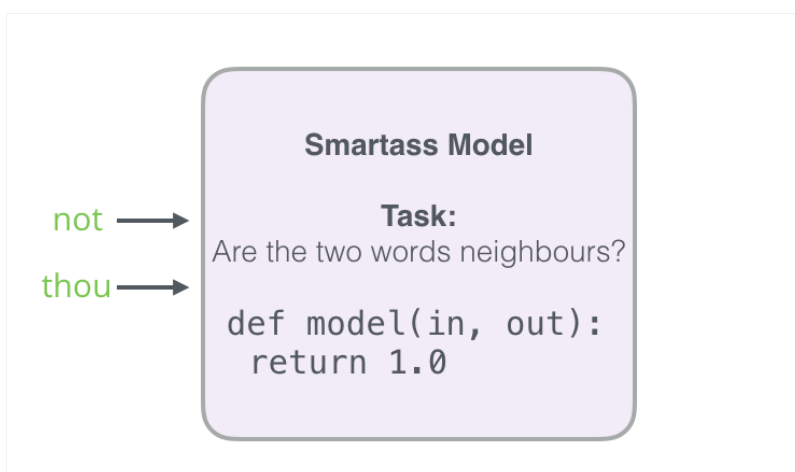 Smartass Model
not
Task:
Are the two words neighbours?
thou
def model(in, out):
return 1.0